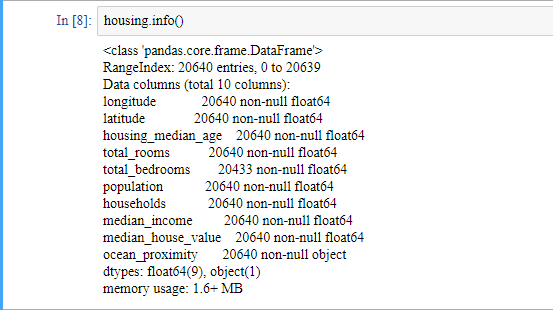 In [8]: housing.info()
<class 'pandas.core.frame.DataFrame'>
RangeIndex: 20640 entries, 0 to 20639
Data columns (total 10 columns):
longitude 20640 non-null float64
latitude 20640 non-null float64
housing_median_age 20640 non-null float64
total_rooms 20640 non-null float64
total_bedrooms 20433 non-null float64
population 20640 non-null float64
households 20640 non-null float64
median_income 20640 non-null float64
median_house_value 20640 non-null float64
ocean_proximity 20640 non-null object
dtypes: float64(9), object(1)
memory usage: 1.6+ MB